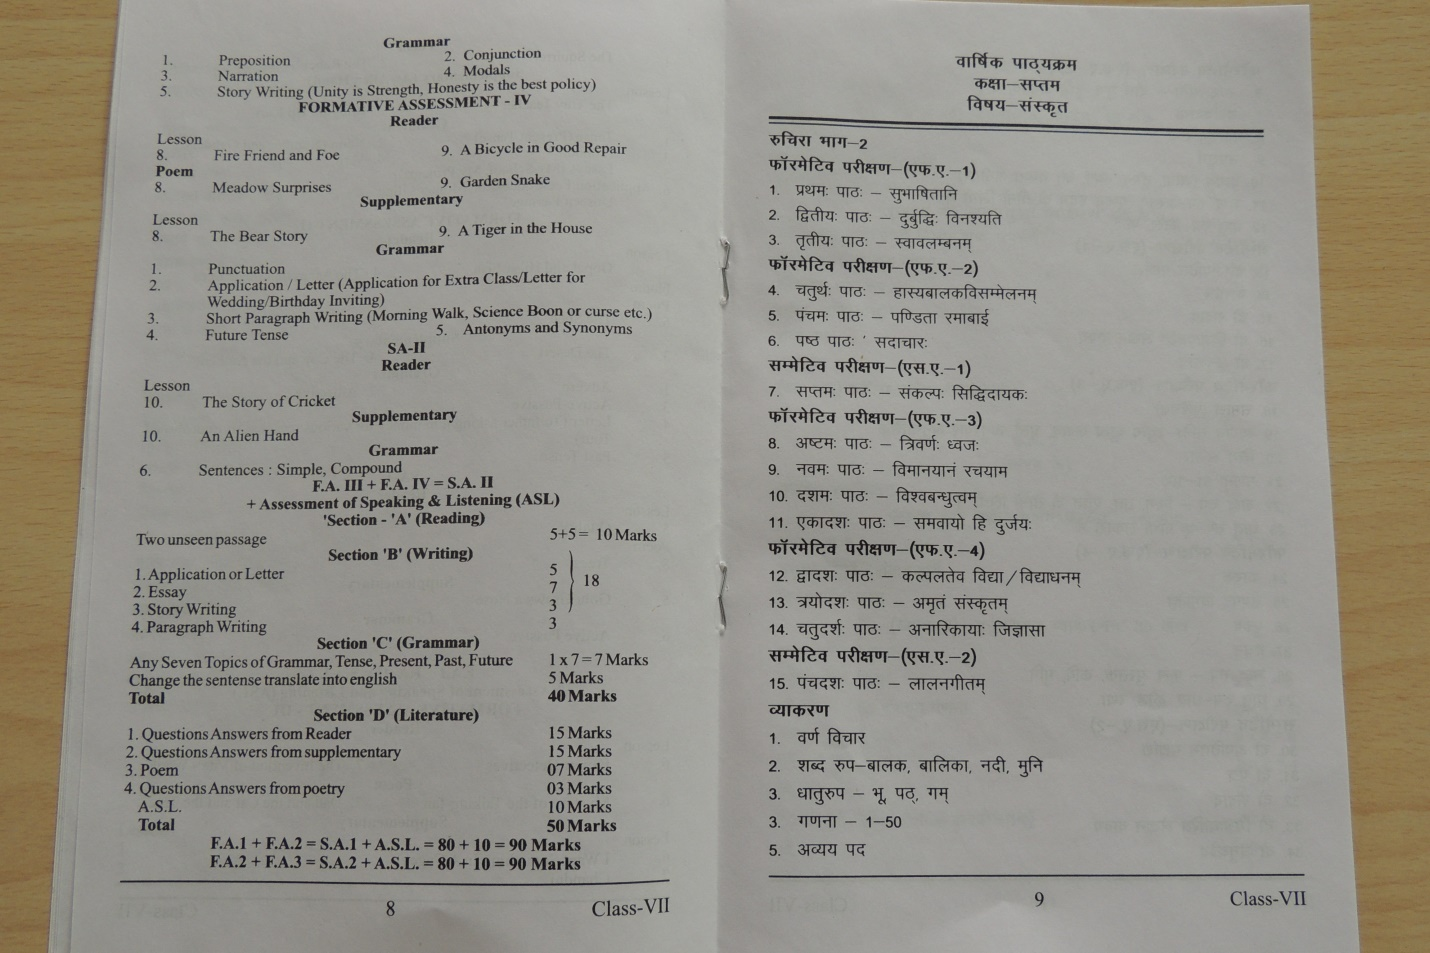 Grammar
1. Preposition 2. Conjunction
3. Narration 4. Modals
5. Story Writing (Unity is Strength, Honesty is the best policy)
FORMATIVE ASSESSMENT - IV
Reader
Lesson
8. Fire Friend and Foe 9. A Bicycle in Good Repair
Poem
8. Meadow Surprises 9. Garden Snake
Supplementary
Lesson
8. The Bear Story 9. A Tiger in the House
Grammar
1. Punctuation
2. Application / Letter (Application for Extra Class/Letter for
Wedding/Birthday Inviting)
3. Short Paragraph Writing (Morning Walk, Science Boon or curse etc.)
4. Future Tense 5. Antonyms and Synonyms
SA-II
Reader
Lesson
10. The Story of Cricket
Supplementary
10. An Alien Hand
Grammar
6. Sentences : Simple, Compound
F.A. III + F.A. IV = S.A. II
+ Assessment of Speaking & Listening (ASL)
'Section - 'A' (Reading)
Two unseen passage 5+5 = 10 Marks
Section 'B' (Writing)
1. Application or Letter 5
2. Essay 7 18
3. Story Writing 3
4. Paragraph Writing 3
Section 'C' (Grammar)
Any Seven Topics of Grammar, Tense, Present, Past, Future 1 x 7 = 7 Marks
Change the sentense translate into english 5 Marks
Total 40 Marks
Section 'D' (Literature)
1. Questions Answers from Reader 15 Marks
2. Questions Answers from supplementary 15 Marks
3. Poem 07 Marks
4. Questions Answers from poetry 03 Marks
A.S.L. 10 Marks
Total 50 Marks
F.A.1 + F.A.2 = S.A.1 + A.S.L. = 80 + 10 = 90 Marks
F.A.2 + F.A.3 = S.A.2 + A.S.L. = 80 + 10 = 90 Marks
8 Class-VII
वार्षिक पाठ्यक्रम
कक्षा–सप्तम
विषय–संस्कृत
रुचिरा भाग–2
फॉरमेटिव परीक्षण–(एफ.ए.–1)
1. प्रथमः पाठः – सुभाषितानि
2. द्वितीयः पाठः – दुर्बुद्धिः विनश्यति
3. तृतीयः पाठः – स्वावलम्बनम्
फॉरमेटिव परीक्षण–(एफ.ए.–2)
4. चतुर्थः पाठः – हास्यबालकविसम्मेलनम्
5. पंचमः पाठः – पण्डिता रमाबाई
6. षष्ठ पाठः ' सदाचारः
सम्मेटिव परीक्षण–(एस.ए.–1)
7. सप्तमः पाठः – संकल्पः सिद्धिदायकः
फॉरमेटिव परीक्षण–(एफ.ए.–3)
8. अष्टमः पाठः – त्रिवर्णः ध्वजः
9. नवमः पाठः – विमानयानं रचयाम
10. दशमः पाठः – विश्वबन्धुत्वम्
11. एकादशः पाठः – समवायो हि दुर्जयः
फॉरमेटिव परीक्षण–(एफ.ए.–4)
12. द्वादशः पाठः – कल्पलतेव विद्या/विद्याधनम्
13. त्रयोदशः पाठः – अमृतं संस्कृतम्
14. चतुदर्शः पाठः – अनारिकायाः जिज्ञासा
सम्मेटिव परीक्षण–(एस.ए.–2)
15. पंचदशः पाठः – लालनगीतम्
व्याकरण
1. वर्ण विचार
2. शब्द रुप–बालक, बालिका, नदी, मुनि
3. धातुरुप – भू, पठ्, गम्
3. गणना – 1–50
5. अव्यय पद
9 Class-VII